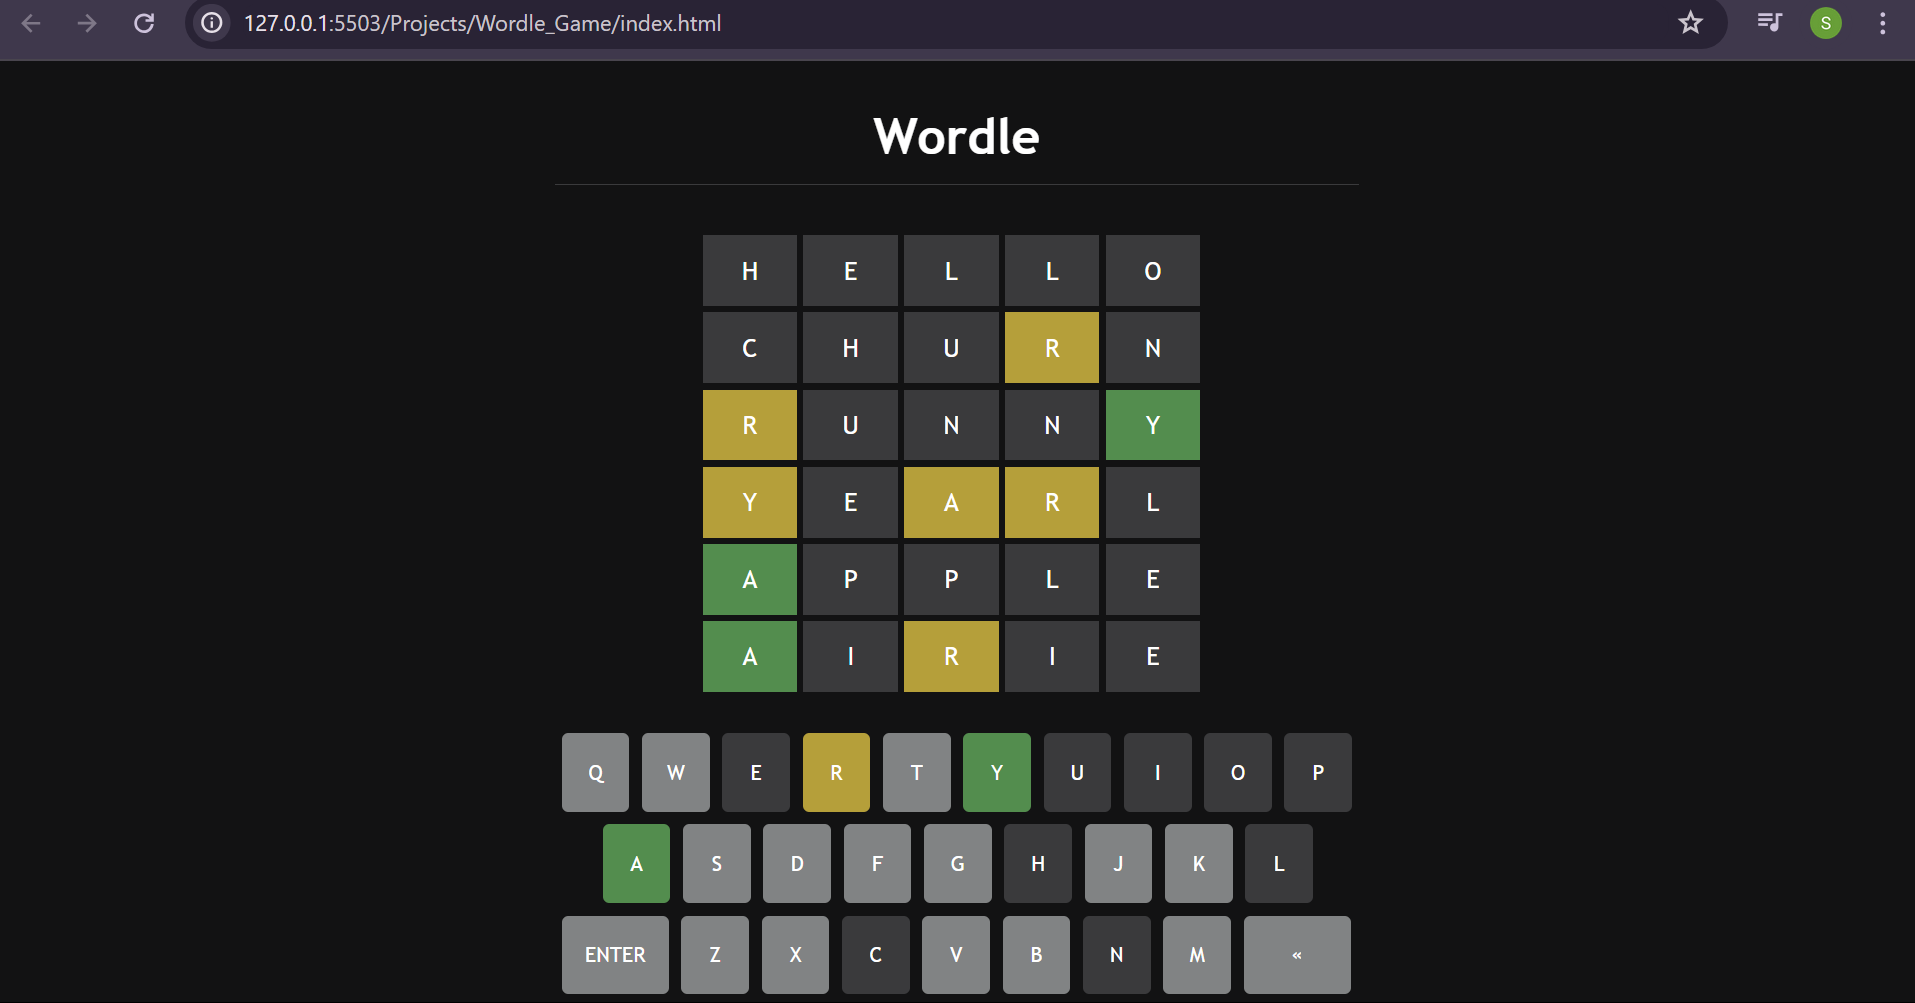 127.0.0.1:5503/Projects/Wordle_Game/index.html
S
Wordle
H E L L O
C H U R N
R U N N Y
Y E A R L
A P P L E
A I R I E
Q W E R T Y U I O P
A S D F G H J K L
ENTER Z X C V B N M «